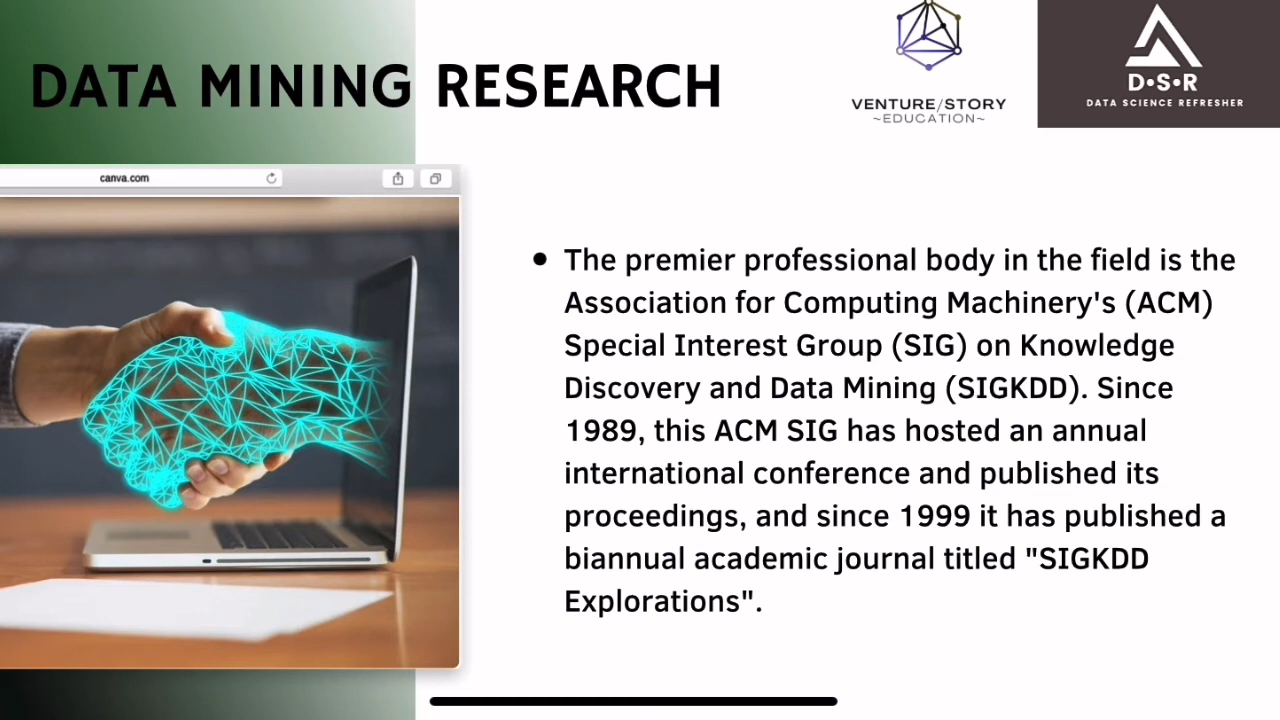 DATA MINING RESEARCH
VENTURE/STORY
~EDUCATION~
D•S•R
DATA SCIENCE REFRESHER
canva.com
• The premier professional body in the field is the
Association for Computing Machinery's (ACM)
Special Interest Group (SIG) on Knowledge
Discovery and Data Mining (SIGKDD). Since
1989, this ACM SIG has hosted an annual
international conference and published its
proceedings, and since 1999 it has published a
biannual academic journal titled "SIGKDD
Explorations".